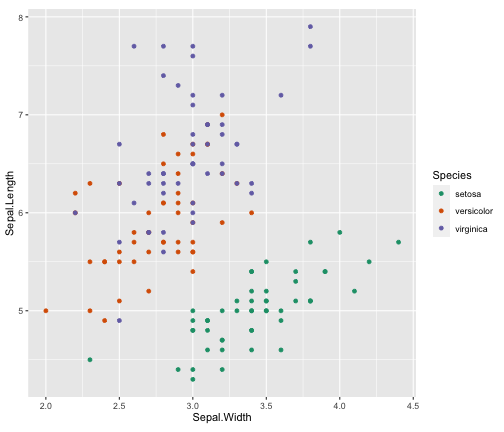 8
7
6
5
Sepal.Length
2.0 2.5 3.0 3.5 4.0 4.5
Sepal.Width
Species
setosa
versicolor
virginica